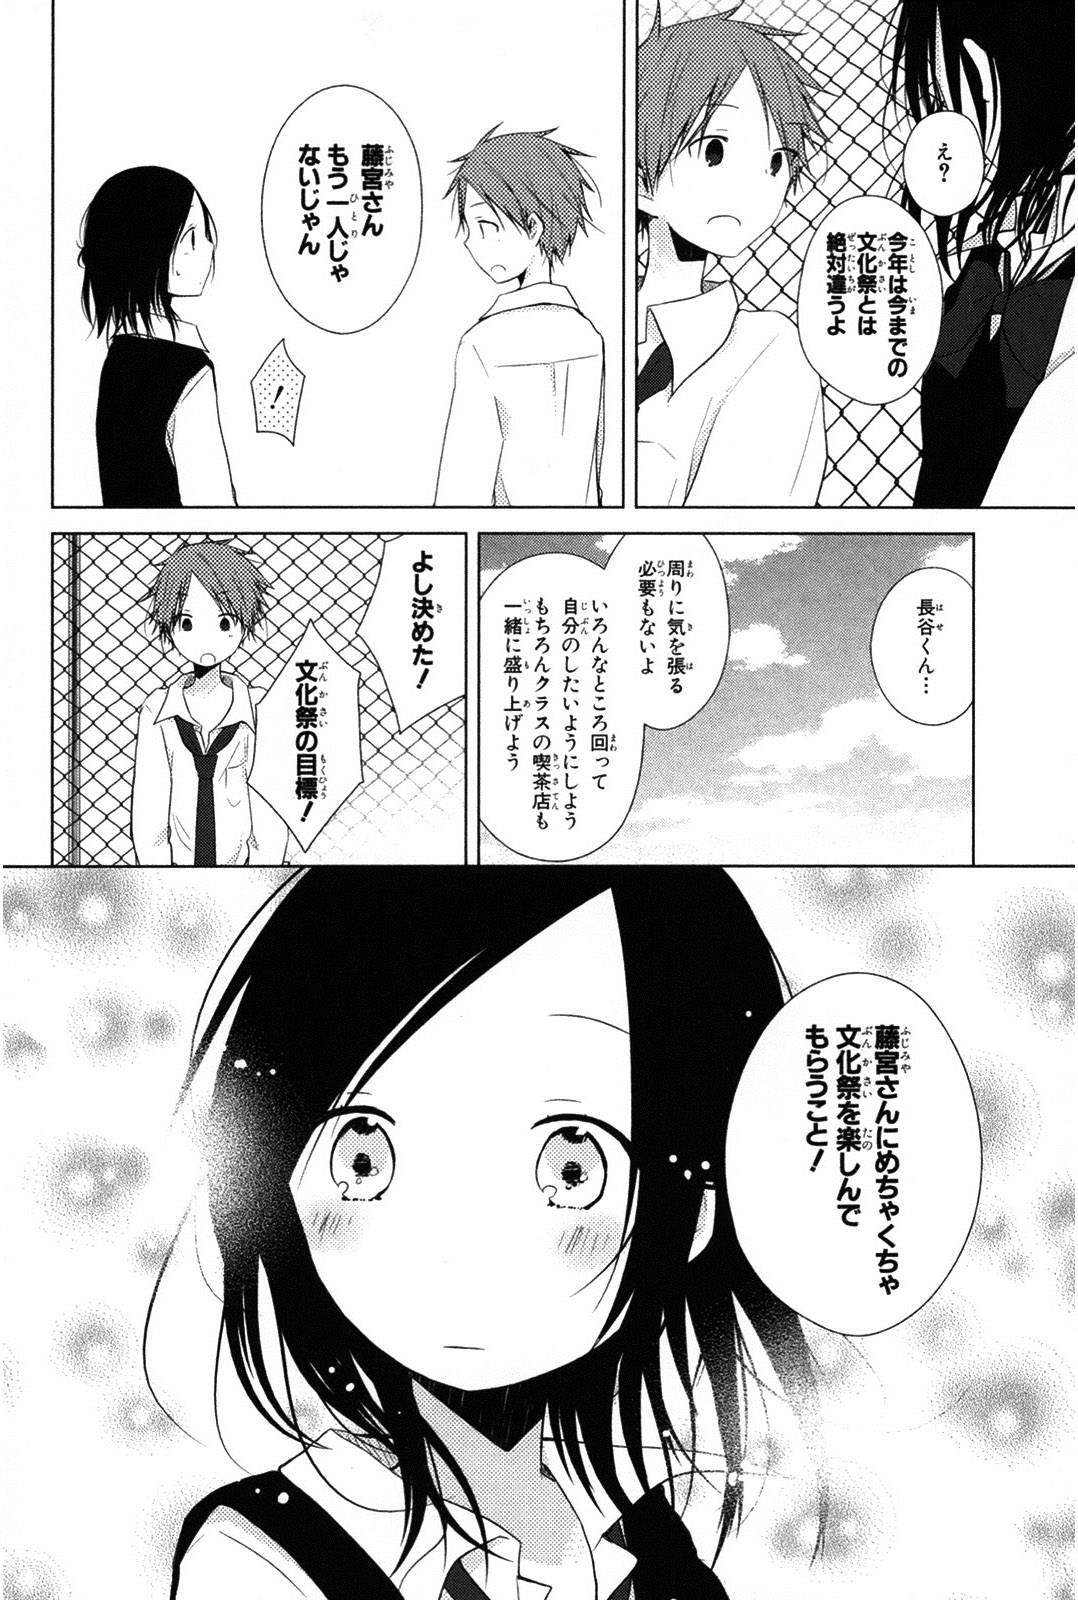 え？
今年は今までの
文化祭とは
絶対違うよ
藤宮さん
もう一人じゃ
ないじゃん
！
長谷くん…
周りに気を張る
必要もないよ
いろんなところ回って
自分のしたいようにしよう
もちろんクラスの喫茶店も
一緒に盛り上げよう
よし決めた！
文化祭の目標！
藤宮さんにめちゃくちゃ
文化祭を楽しんで
もらうこと！